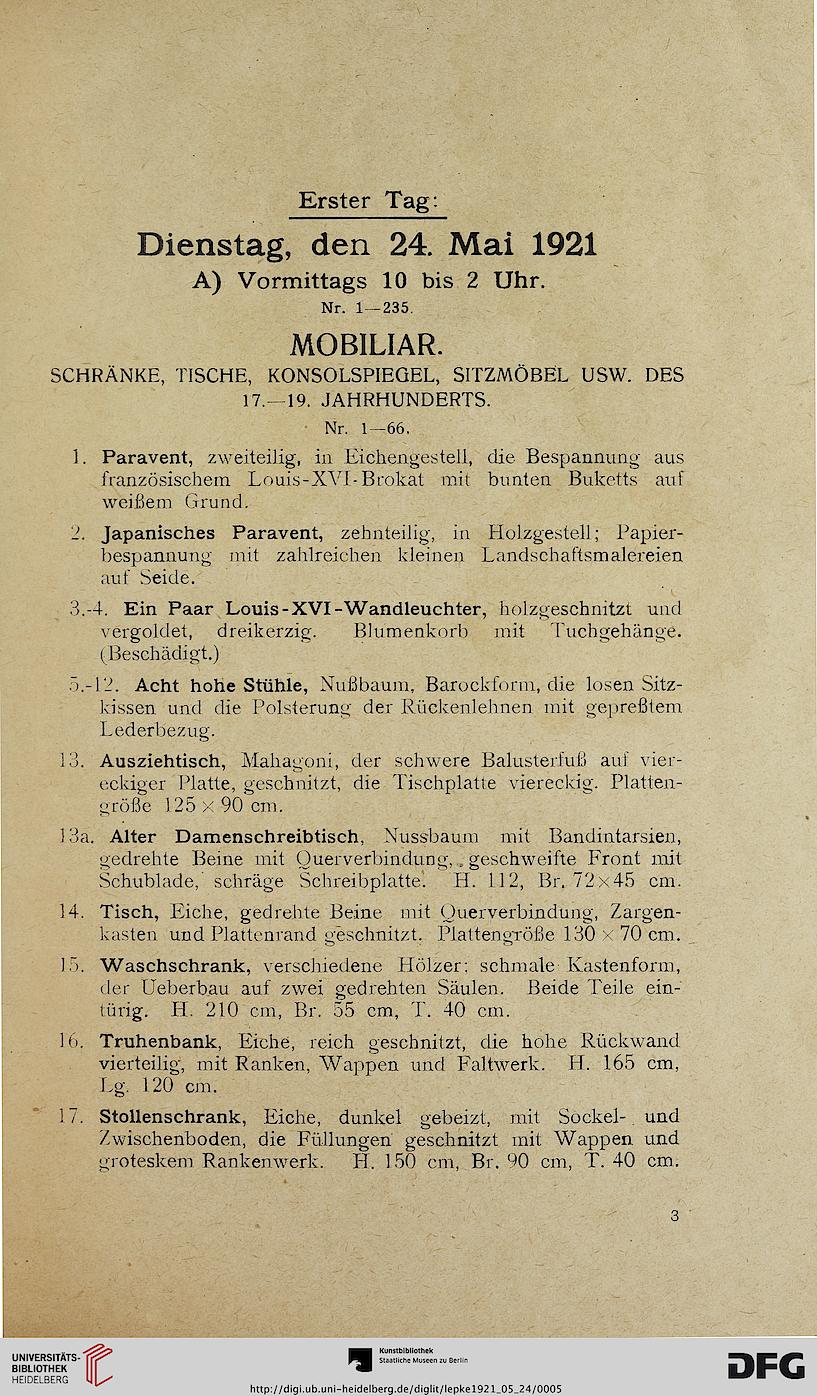 Erster Tag:
Dienstag, den 24. Mai 1921
A) Vormittags 10 bis 2 Uhr.
Nr. 1—235.
MOBILIAR.
SCHRÄNKE, TISCHE, KONSOLSPIEGEL, SITZMÖBEL USW. DES
17.—19. JAHRHUNDERTS.
Nr. 1—66.
1. Paravent, zweiteilig, in Eichengestell, die Bespannung aus
französischem Louis-XVI-Brokat mit bunten Buketts auf
weißem Grund.
2. Japanisches Paravent, zehnteilig, in Holzgestell; Papier-
bespannung mit zahlreichen kleinen Landschaftsmalereien
auf Seide.
3.-4. Ein Paar Louis-XVI-Wandleuchter, holzgeschnitzt und
vergoldet, dreikerzig. Blumenkorb mit Tuchgehänge.
(Beschädigt.)
5.-12. Acht hohe Stühle, Nußbaum, Barockform, die losen Sitz-
kissen und die Polsterung der Rückenlehnen mit gepreßtem
Lederbezug.
13. Ausziehtisch, Mahagoni, der schwere Balusterfuß auf vier-
eckiger Platte, geschnitzt, die Tischplatte viereckig. Platten-
größe 125 × 90 cm.
13a. Alter Damenschreibtisch, Nussbaum mit Bandintarsien,
gedrehte Beine mit Querverbindung, geschweifte Front mit
Schublade, schräge Schreibplatte. H. 112, Br. 72×45 cm.
14. Tisch, Eiche, gedrehte Beine mit Querverbindung, Zargen-
kasten und Plattenrand geschnitzt. Plattengröße 130 × 70 cm.
15. Waschschrank, verschiedene Hölzer; schmale Kastenform,
der Ueberbau auf zwei gedrehten Säulen. Beide Teile ein-
türig. H. 210 cm, Br. 55 cm, T. 40 cm.
16. Truhenbank, Eiche, reich geschnitzt, die hohe Rückwand
vierteilig, mit Ranken, Wappen und Faltwerk. H. 165 cm,
Lg. 120 cm.
17. Stollenschrank, Eiche, dunkel gebeizt, mit Sockel- und
Zwischenboden, die Füllungen geschnitzt mit Wappen und
groteskem Rankenwerk. H. 150 cm, Br. 90 cm, T. 40 cm.
3
UNIVERSITÄTS-
BIBLIOTHEK
HEIDELBERG
Kunstbibliothek
Staatliche Museen zu Berlin
DFG
http://digi.ub.uni-heidelberg.de/diglit/lepke1921_05_24/0005